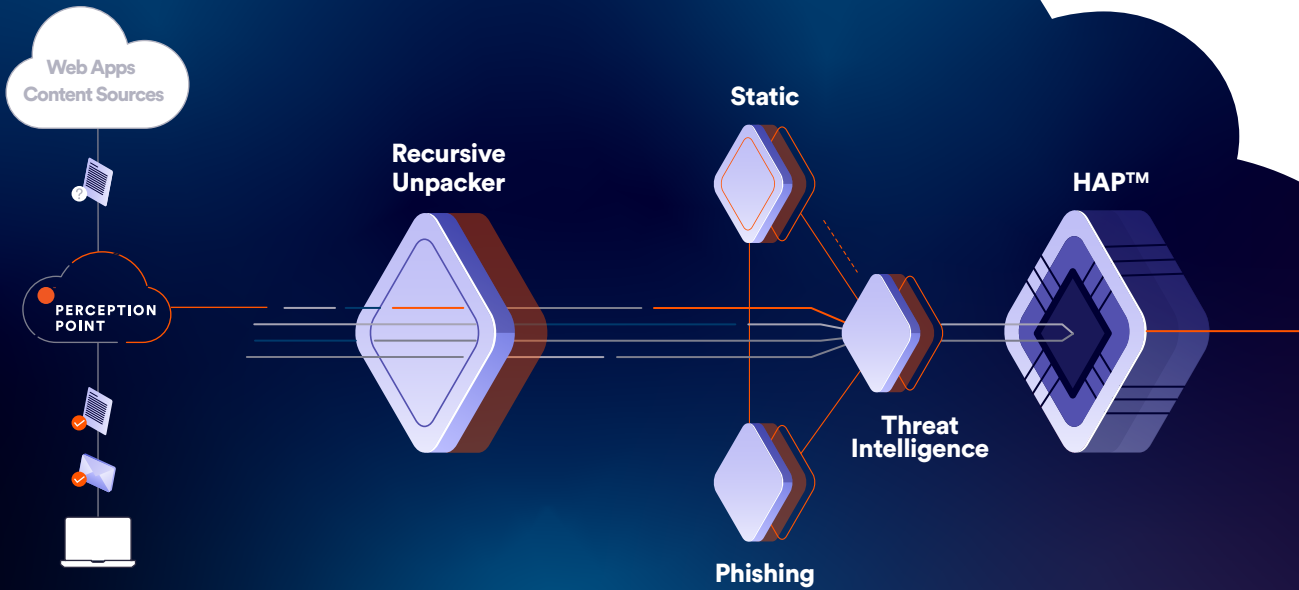 Web Apps
Content Sources
?
PERCEPTION
POINT
Recursive
Unpacker
Static
Threat
Intelligence
Phishing
HAP™